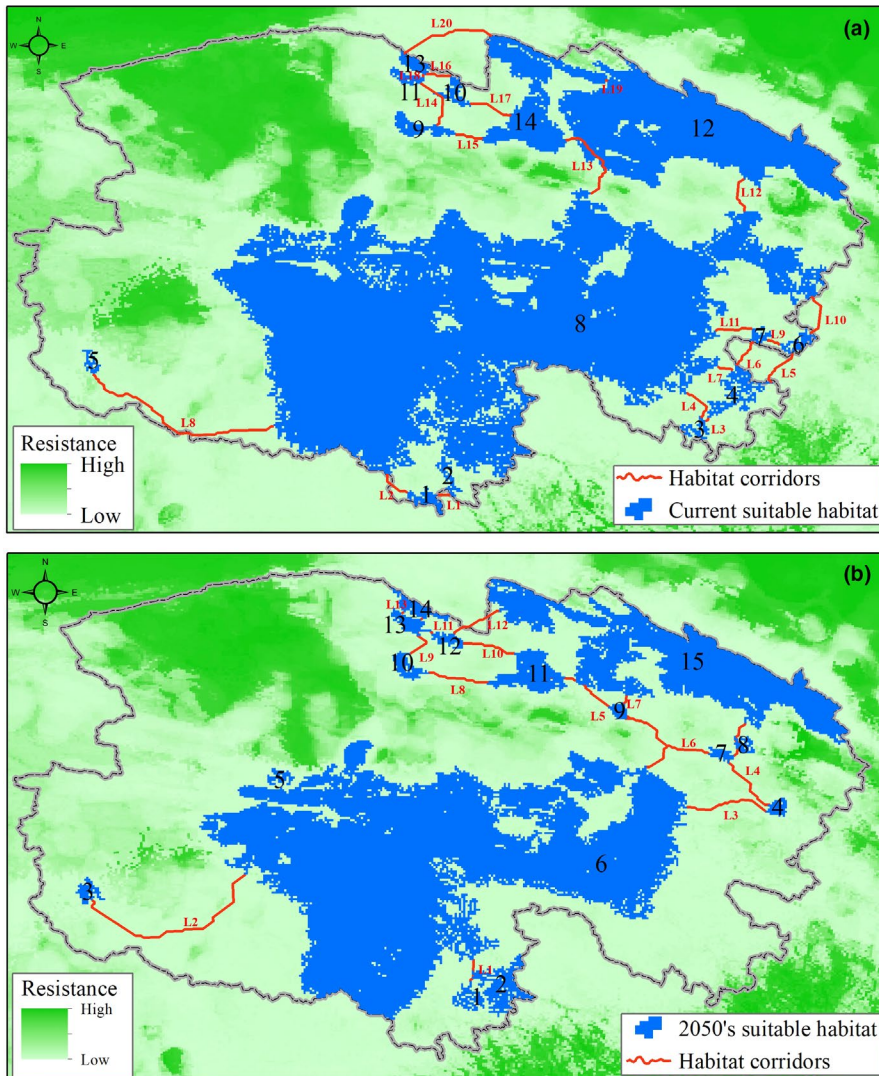 (a)
N
W E
S
L20
13
L16
L18
11
10
L14
L17
L19
9
14
12
L15
L13
L12
8
L10
L11
7
L9
6
5
L6
L5
L7
4
L4
L8
3
L3
2
L2
1
L1
Resistance
High
Low
Habitat corridors
Current suitable habitat
(b)
N
W E
S
14
13
L11
L12
12
L9
L10
10
11
15
L8
L7
9
L5
8
L6
7
L4
5
4
L3
6
3
L2
L1
2
1
Resistance
High
Low
2050's suitable habitat
Habitat corridors